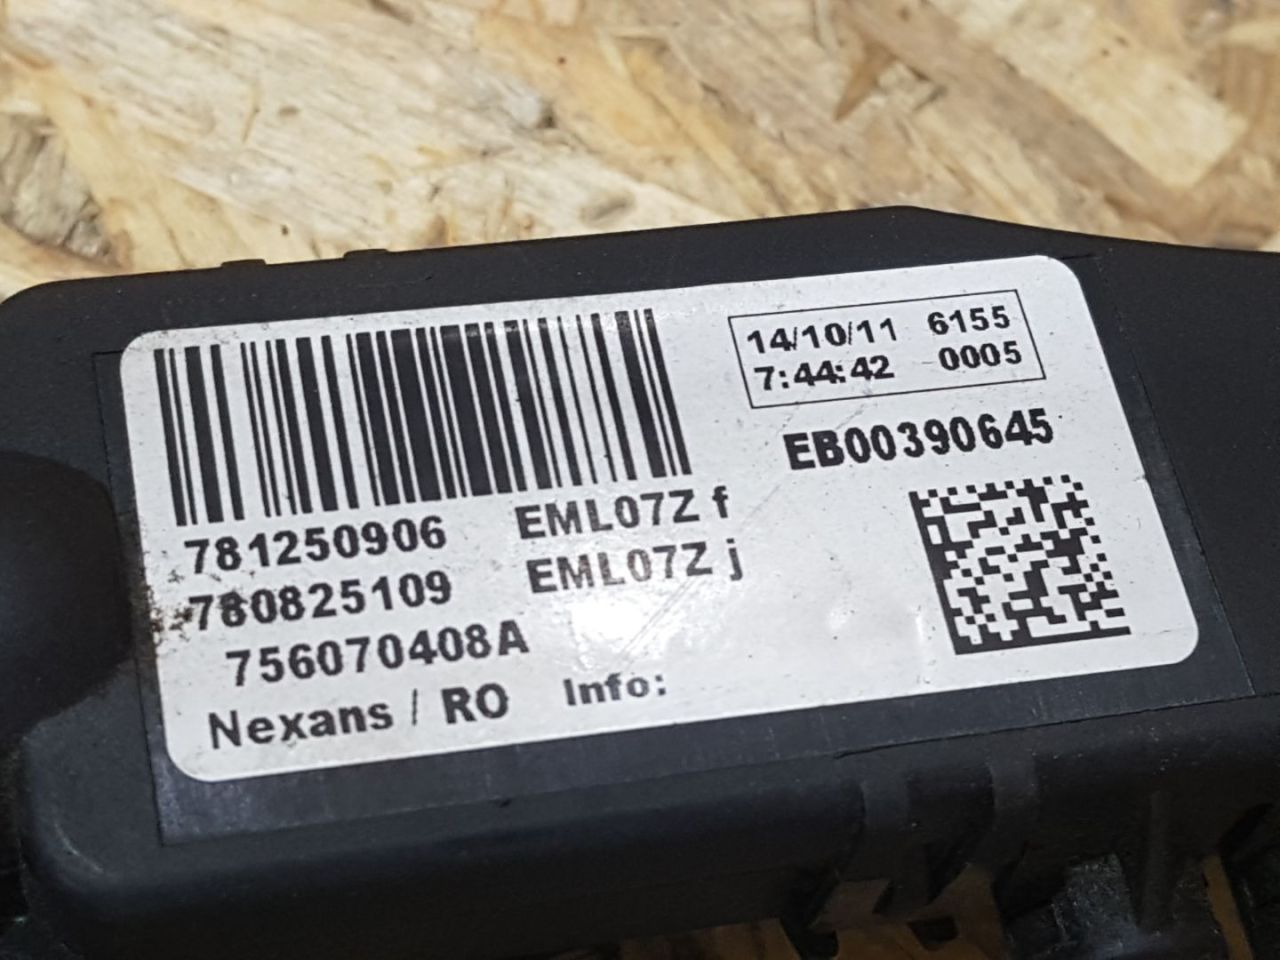 14/10/11 6155
7:44:42 0005
EB00390645
781250906 EML07Z f
780825109 EML07Z j
756070408A
Nexans / RO Info: